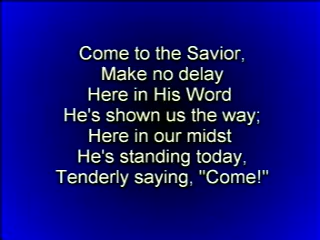 Come to the Savior,
Make no delay
Here in His Word
He's shown us the way;
Here in our midst
He's standing today,
Tenderly saying, "Come!"